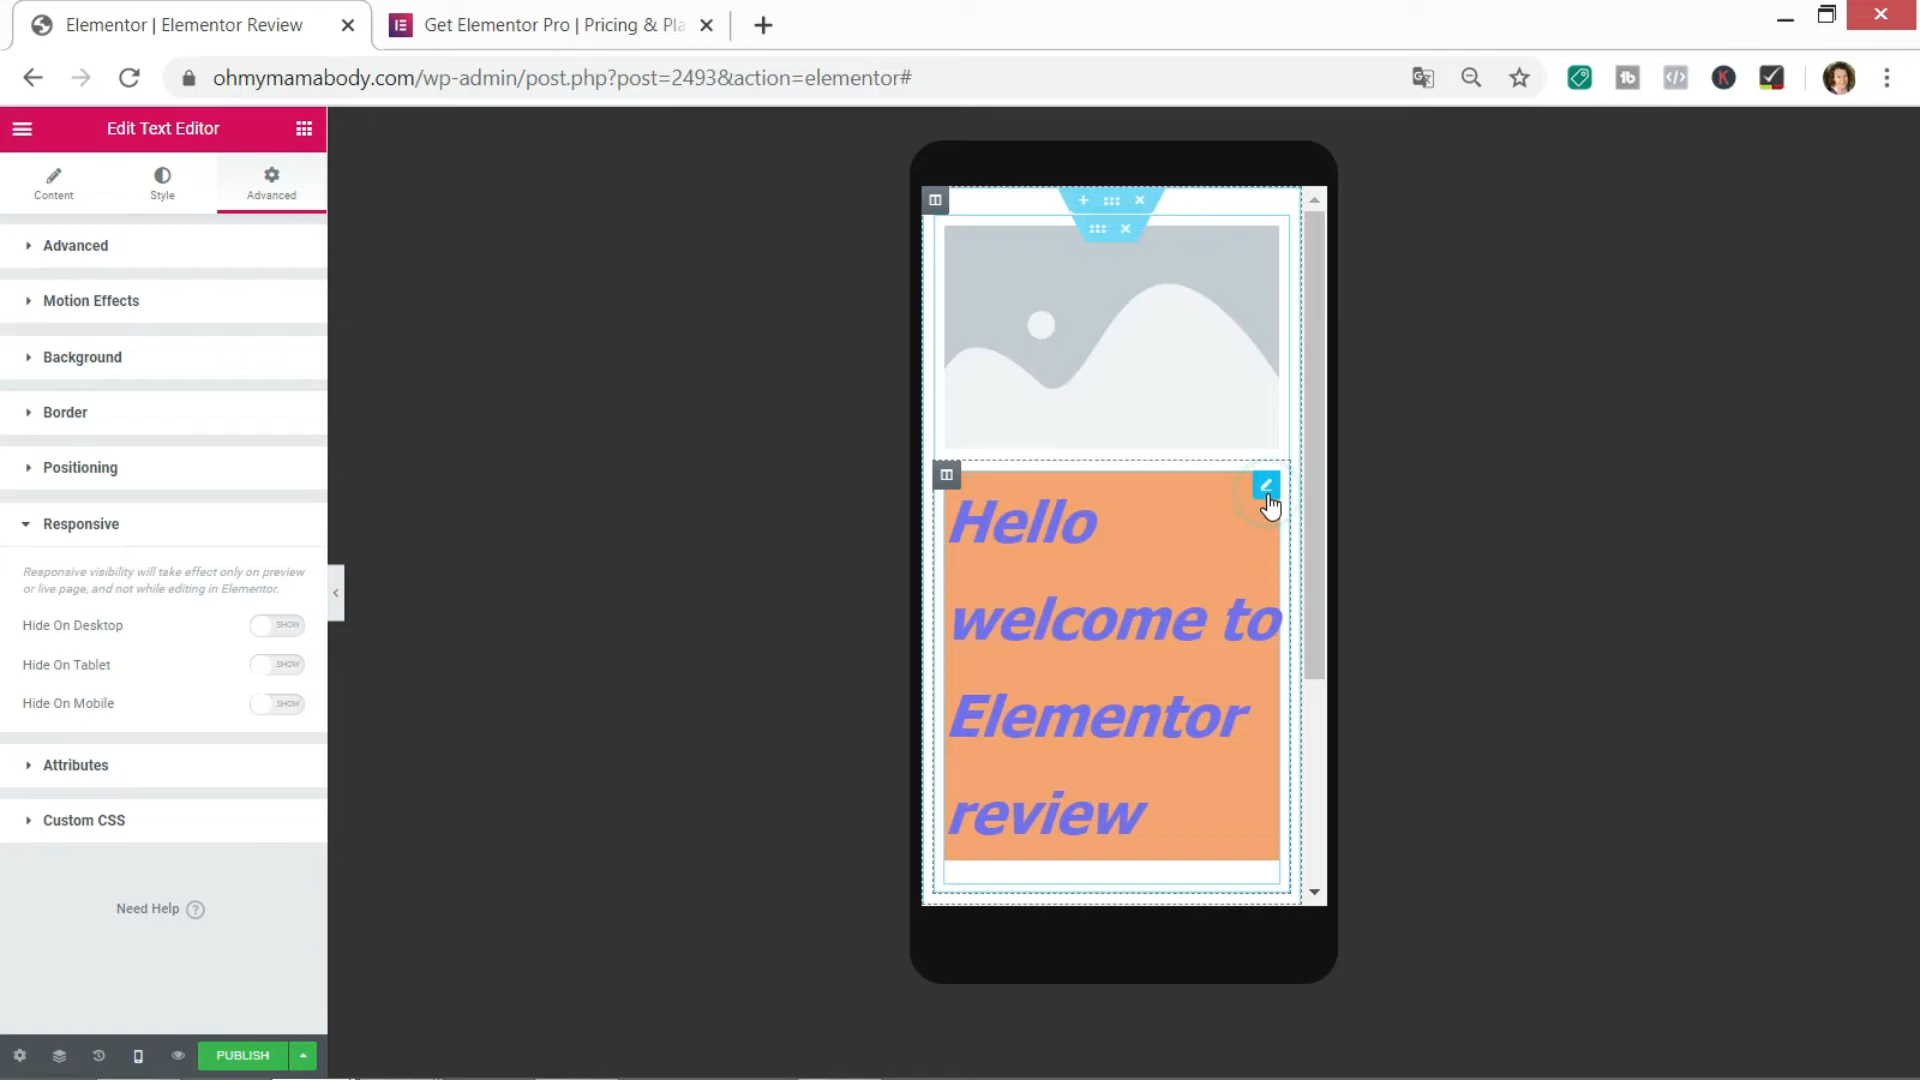 Elementor | Elementor Review
Get Elementor Pro | Pricing & Pla
ohmymamabody.com/wp-admin/post.php?post=2493&action=elementor#
Edit Text Editor
Content
Style
Advanced
Advanced
Motion Effects
Background
Border
Positioning
Responsive
Responsive visibility will take effect only on preview
or live page, and not while editing in Elementor.
Hide On Desktop
SHOW
Hide On Tablet
SHOW
Hide On Mobile
SHOW
Attributes
Custom CSS
Need Help ?
PUBLISH
Hello
welcome to
Elementor
review